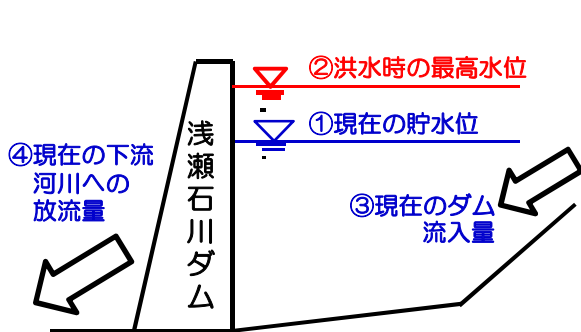 ②洪水時の最高水位
①現在の貯水位
④現在の下流
河川への
放流量
浅瀬石川ダム
③現在のダム
流入量